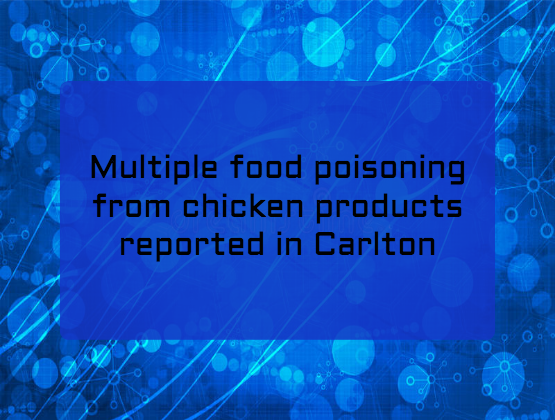 Multiple food poisoning
from chicken products
reported in Carlton